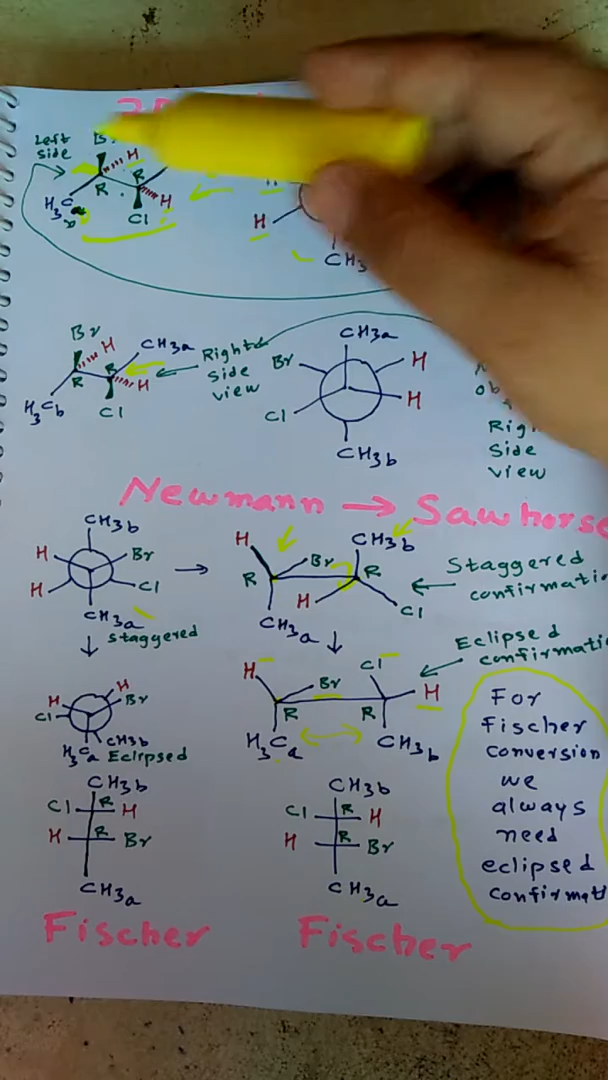 Left
side
H
R
R
H
H3Ca
Cl
H
H
CH3
Br
H
CH3a
R
R
H
H3Cb
Cl
Right
side
view
CH3a
Br
H
Cl
H
CH3b
Right
Side
view
Newmann → Sawhorse
CH3b
H
Br
H
Cl
CH3a
Staggered
→
H
Br
CH3b
R
R
H
Cl
CH3a
Staggered
confirmati
Eclipsed
confirmati
H
H
Cl
Br
H3Ca
CH3b
Eclipsed
H
Br
Cl
H
R
R
H3Ca
CH3b
CH3b
Cl R H
H R Br
CH3a
Fischer
CH3b
Cl R H
H R Br
CH3a
Fischer
For
Fischer
conversion
we
always
need
eclipsed
confirmat